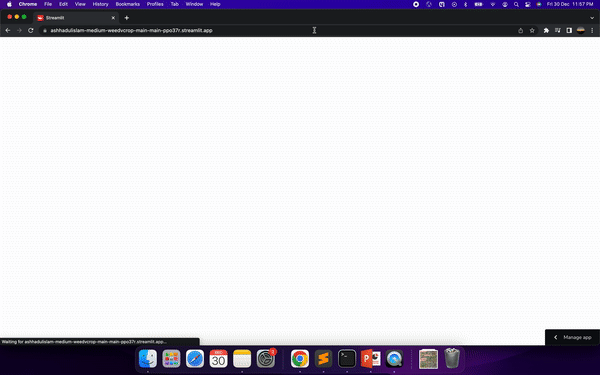 Chrome File Edit View History Bookmarks Profiles Tab Window Help
Fri 30 Dec 11:57 PM
Streamlit
ashhadulislam-medium-weedvcrop-main-main-ppo37r.streamlit.app
Manage app
Waiting for ashhadulislam-medium-weedvcrop-main-main-ppo37r.streamlit.app...
30